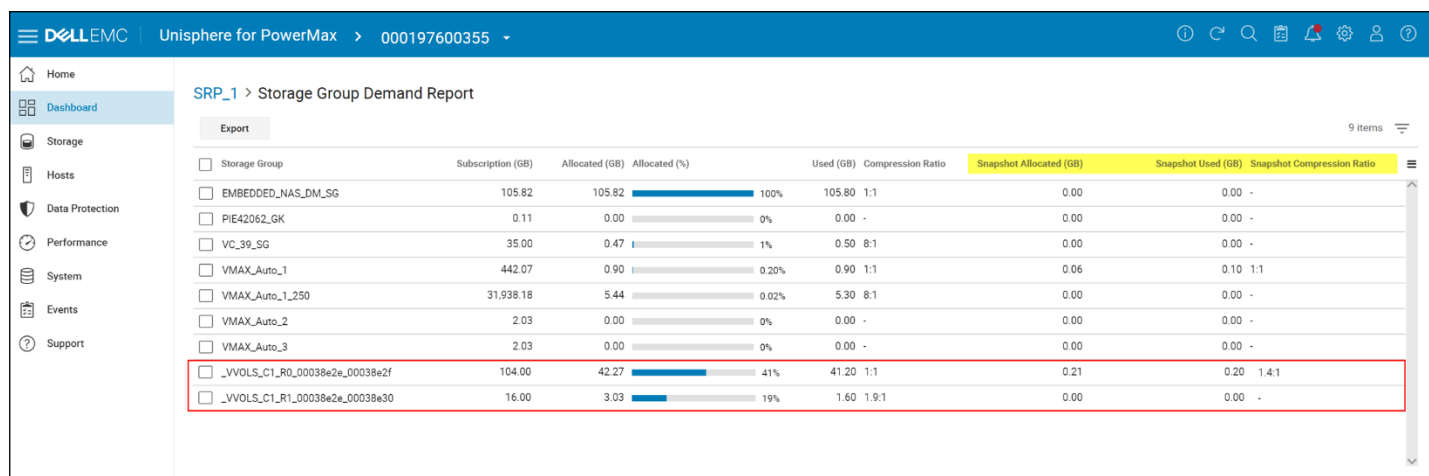 DELLEMC Unisphere for PowerMax > 000197600355
Home
Dashboard
Storage
Hosts
Data Protection
Performance
System
Events
Support
SRP_1 > Storage Group Demand Report
Export
9 items
Storage Group Subscription (GB) Allocated (GB) Allocated (%) Used (GB) Compression Ratio Snapshot Allocated (GB) Snapshot Used (GB) Snapshot Compression Ratio
EMBEDDED_NAS_DM_SG 105.82 105.82 100% 105.80 1:1 0.00 0.00 -
PIE42062_GK 0.11 0.00 0% 0.00 - 0.00 0.00 -
VC_39_SG 35.00 0.47 1% 0.50 8:1 0.00 0.00 -
VMAX_Auto_1 442.07 0.90 0.20% 0.90 1:1 0.06 0.10 1:1
VMAX_Auto_1_250 31,938.18 5.44 0.02% 5.30 8:1 0.00 0.00 -
VMAX_Auto_2 2.03 0.00 0% 0.00 - 0.00 0.00 -
VMAX_Auto_3 2.03 0.00 0% 0.00 - 0.00 0.00 -
_VVOLS_C1_R0_00038e2e_00038e2f 104.00 42.27 41% 41.20 1:1 0.21 0.20 1.4:1
_VVOLS_C1_R1_00038e2e_00038e30 16.00 3.03 19% 1.60 1.9:1 0.00 0.00 -